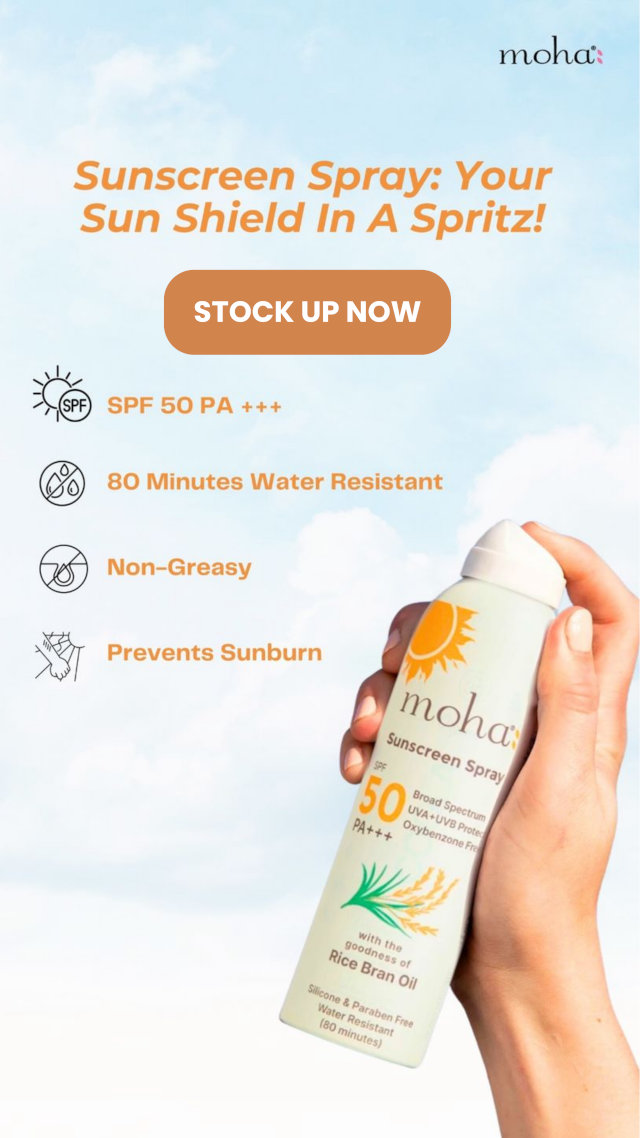 moha
Sunscreen Spray: Your
Sun Shield In A Spritz!
STOCK UP NOW
SPF
SPF 50 PA +++
80 Minutes Water Resistant
Non-Greasy
Prevents Sunburn
moha
Sunscreen Spray
SPF
50
PA+++
Broad Spectrum
UVA+UVB
Oxybenzone
with the
goodness of
Rice Bran Oil
Silicone & Paraben Free
Water Resistant
(80 minutes)